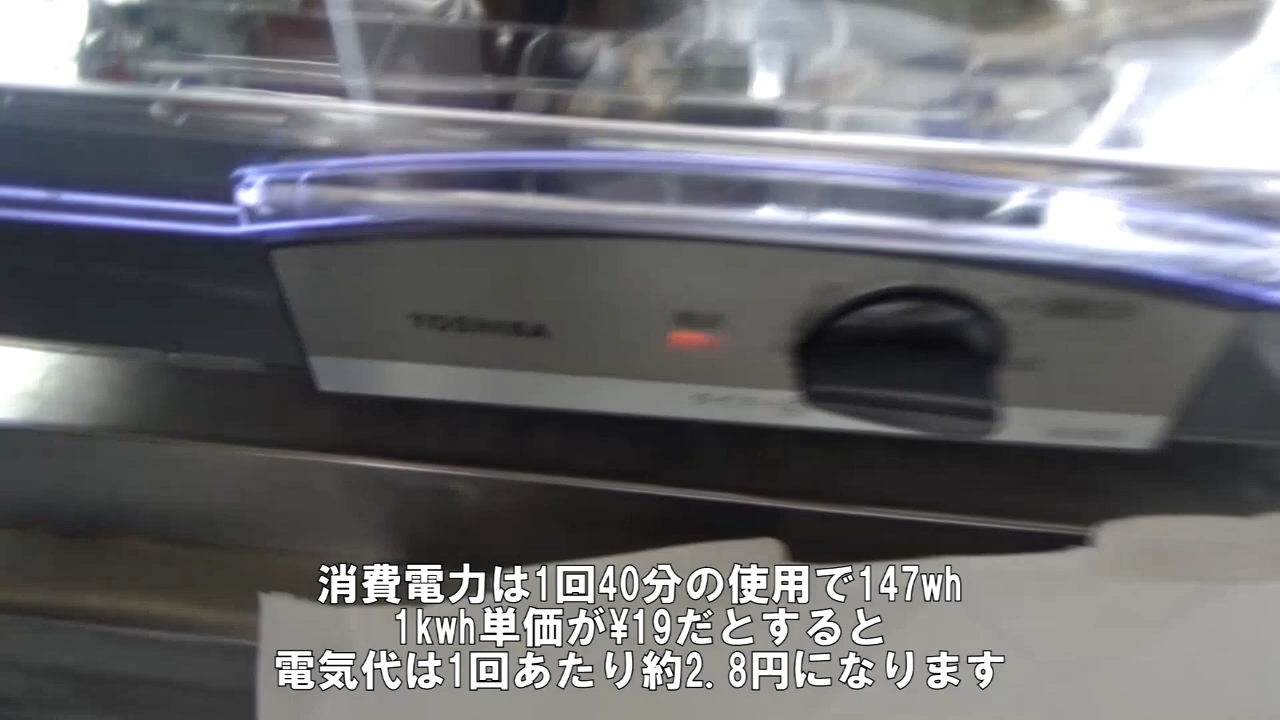 TOSHIBA
消費電力は1回40分の使用で147wh
1kwh単価が¥19だとすると
電気代は1回あたり約2.8円になります